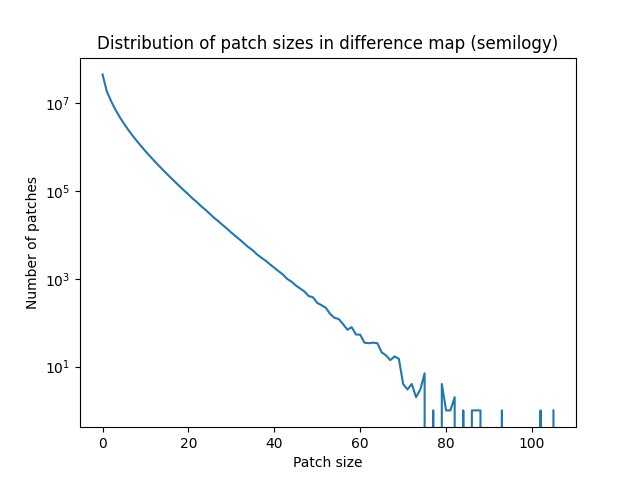 Distribution of patch sizes in difference map (semilogy)
Number of patches
10^7
10^5
10^3
10^1
0 20 40 60 80 100
Patch size